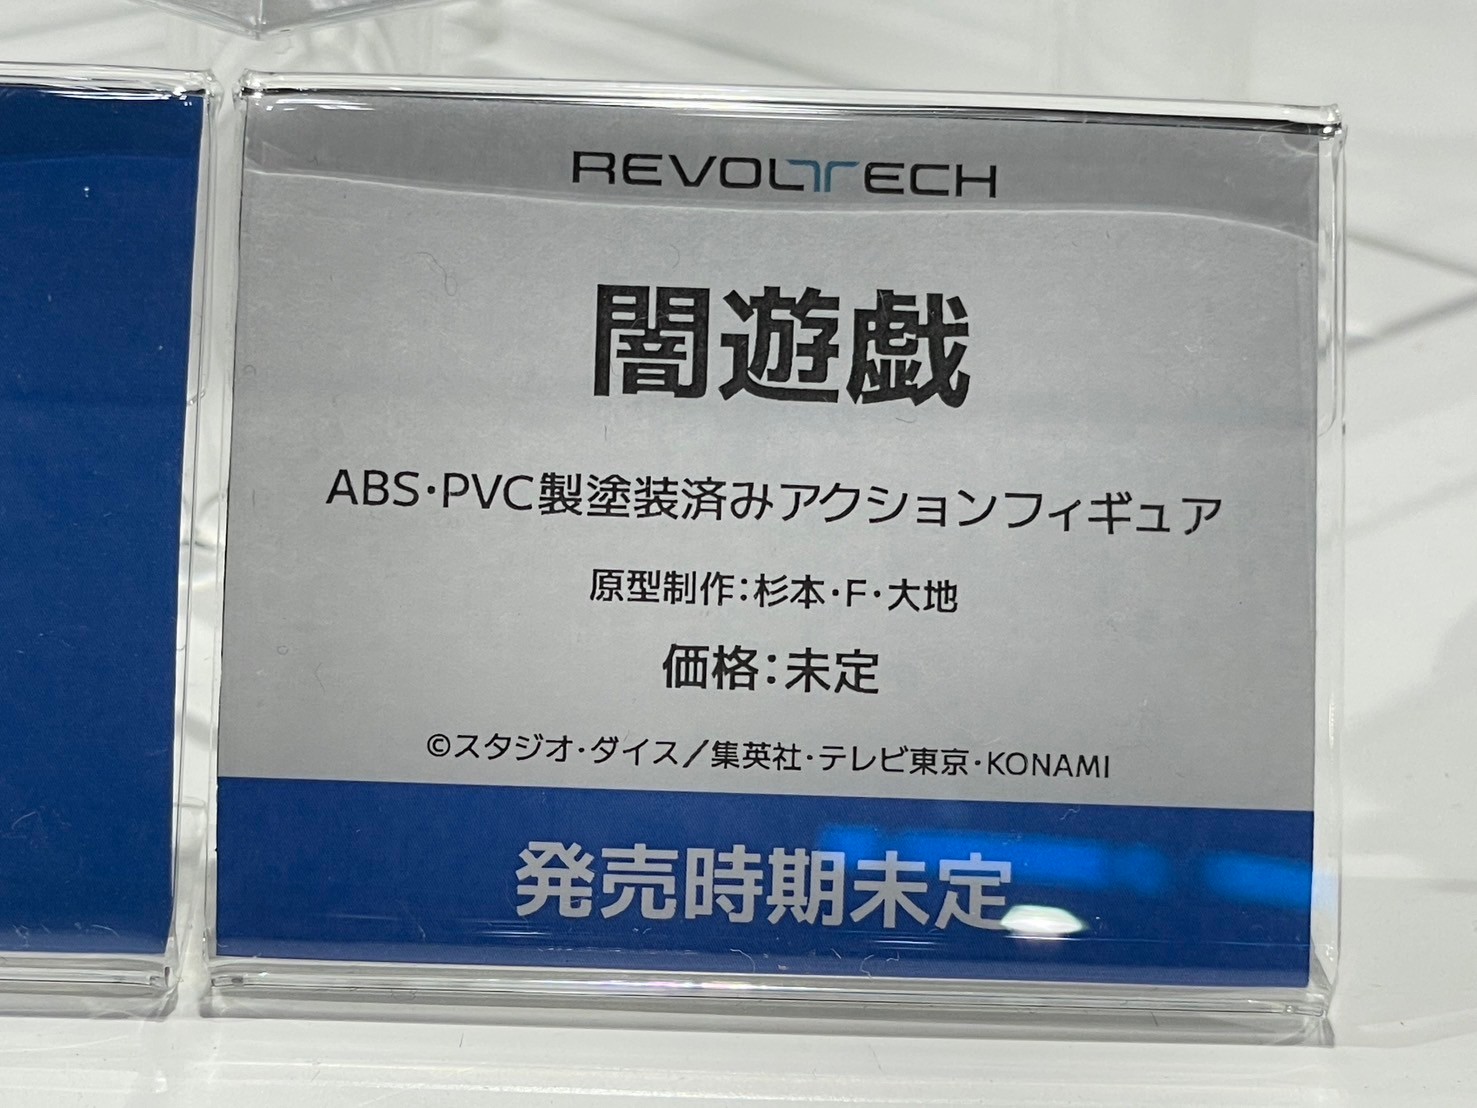 REVOLTECH
闇遊戯
ABS・PVC製塗装済みアクションフィギュア
原型制作：杉本・F・大地
価格：未定
©スタジオ・ダイス／集英社・テレビ東京・KONAMI
発売時期未定